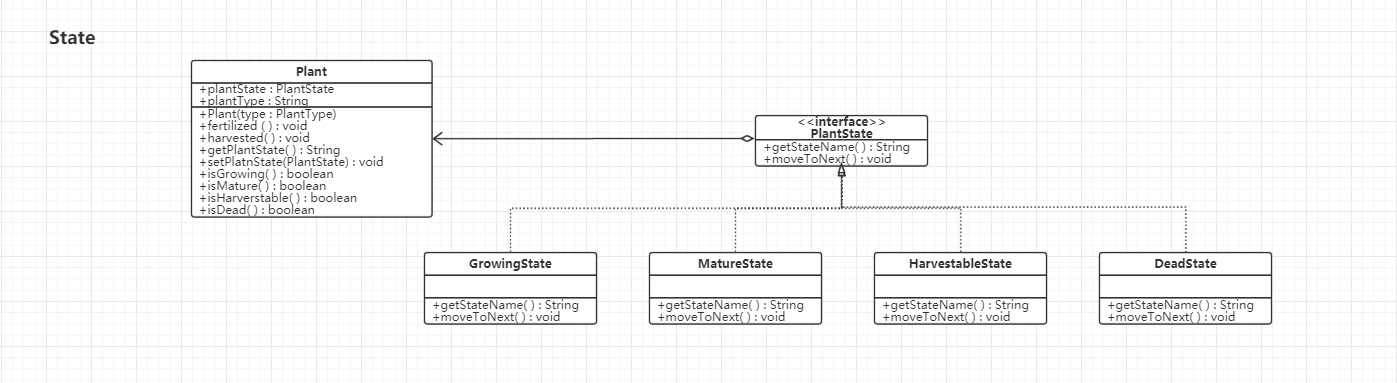 State
Plant
+plantState : PlantState
+plantType : String
+Plant(type : PlantType)
+fertilized ( ) : void
+harvested( ) : void
+getPlantState( ) : String
+setPlatnState(PlantState) : void
+isGrowing( ) : boolean
+isMature( ) : boolean
+isHarverstable( ) : boolean
+isDead( ) : boolean
<<interface>>
PlantState
+getStateName( ) : String
+moveToNext( ) : void
GrowingState
+getStateName( ) : String
+moveToNext( ) : void
MatureState
+getStateName( ) : String
+moveToNext( ) : void
HarvestableState
+getStateName( ) : String
+moveToNext( ) : void
DeadState
+getStateName( ) : String
+moveToNext( ) : void